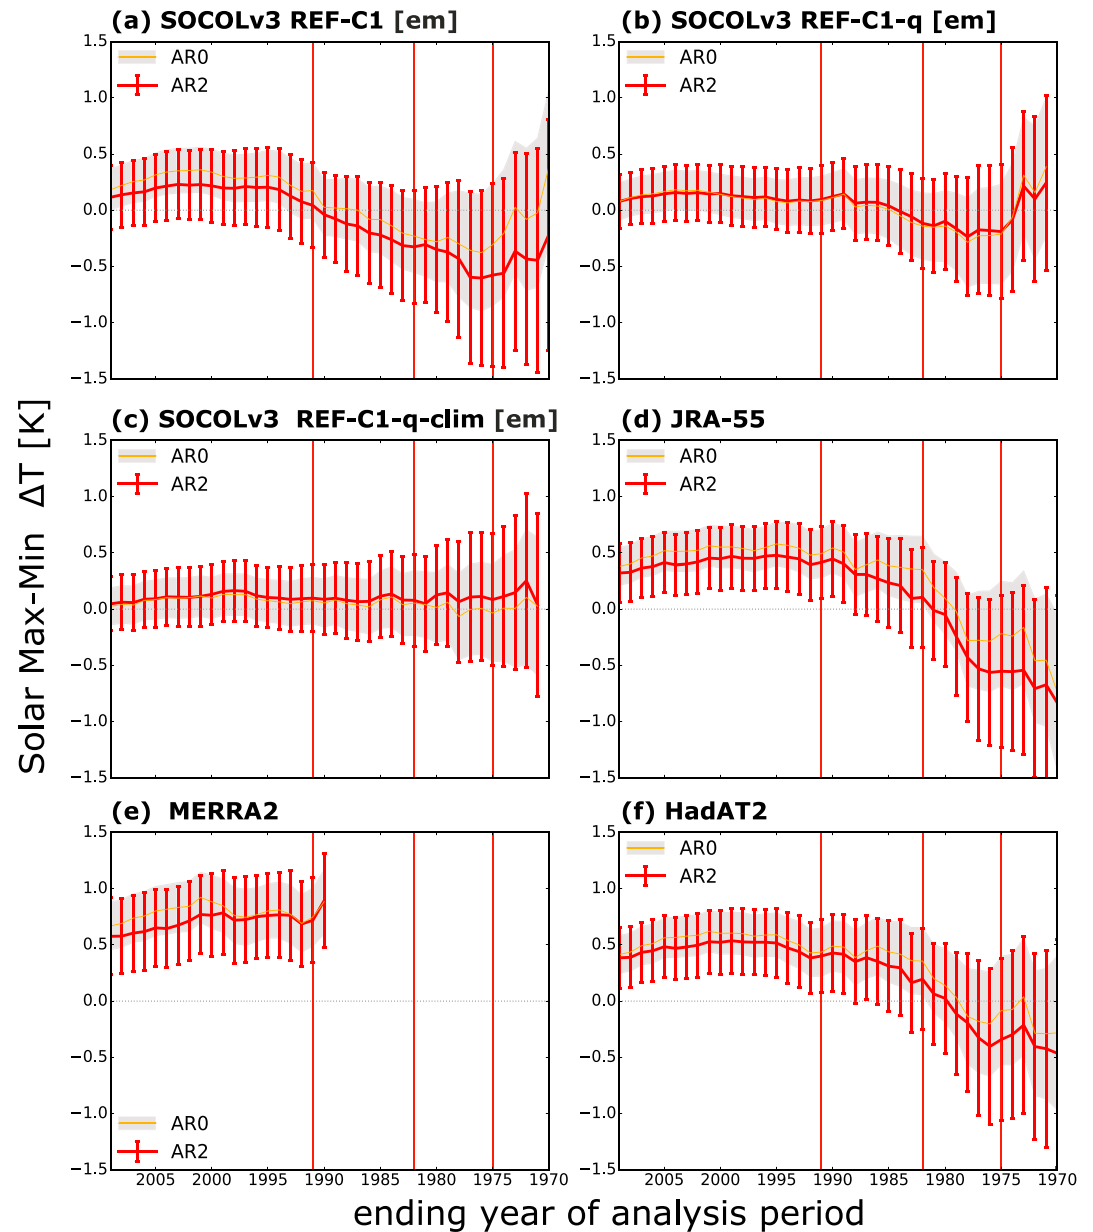 (a) SOCOLv3 REF-C1 [em]
1.5
1.0
0.5
0.0
−0.5
−1.0
−1.5
AR0
AR2
(b) SOCOLv3 REF-C1-q [em]
1.5
1.0
0.5
0.0
−0.5
−1.0
−1.5
AR0
AR2
(c) SOCOLv3 REF-C1-q-clim [em]
1.5
1.0
0.5
0.0
−0.5
−1.0
−1.5
AR0
AR2
(d) JRA-55
1.5
1.0
0.5
0.0
−0.5
−1.0
−1.5
AR0
AR2
Solar Max-Min ΔT [K]
(e) MERRA2
1.5
1.0
0.5
0.0
−0.5
−1.0
−1.5
AR0
AR2
2005 2000 1995 1990 1985 1980 1975 1970
(f) HadAT2
1.5
1.0
0.5
0.0
−0.5
−1.0
−1.5
AR0
AR2
2005 2000 1995 1990 1985 1980 1975 1970
ending year of analysis period